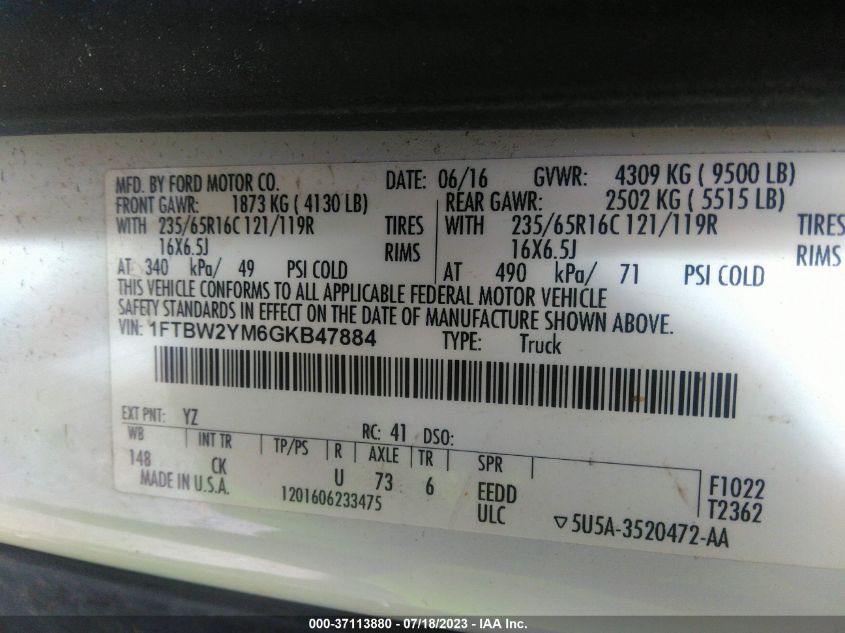 MFD. BY FORD MOTOR CO. DATE: 06/16 GVWR: 4309 KG ( 9500 LB)
FRONT GAWR: 1873 KG ( 4130 LB) REAR GAWR: 2502 KG ( 5515 LB)
WITH 235/65R16C 121/119R TIRES WITH 235/65R16C 121/119R TIRES
16X6.5J RIMS 16X6.5J RIMS
AT 340 kPa/ 49 PSI COLD AT 490 kPa/ 71 PSI COLD
THIS VEHICLE CONFORMS TO ALL APPLICABLE FEDERAL MOTOR VEHICLE
SAFETY STANDARDS IN EFFECT ON THE DATE OF MANUFACTURE SHOWN ABOVE.
VIN: 1FTBW2YM6GKB47884 TYPE: Truck
EXT PNT: YZ RC: 41 DSO:
WB INT TR TP/PS R AXLE TR SPR
148 CK U 73 6 EEDD F1022
MADE IN U.S.A. 1201606233475 ULC ▽5U5A-3520472-AA T2362
000-37113880 - 07/18/2023 - IAA Inc.